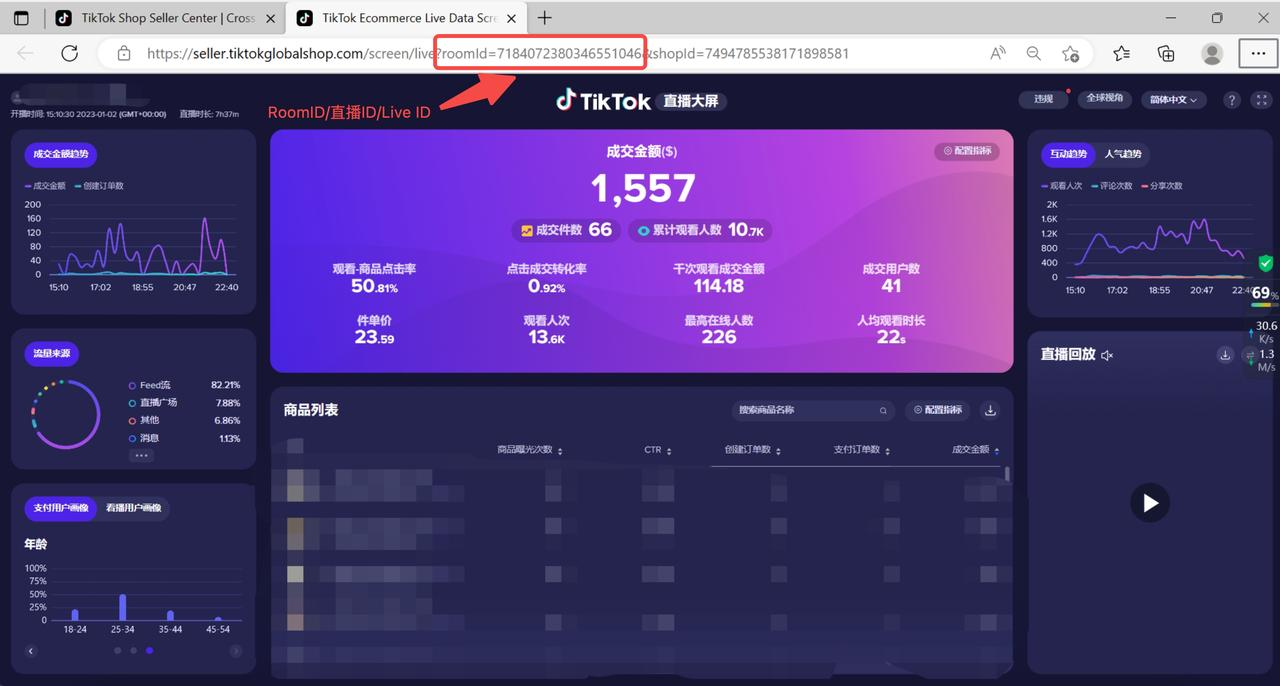 TikTok Shop Seller Center | Cross
TikTok Ecommerce Live Data Scre
https://seller.tiktokglobalshop.com/screen/live?roomId=7184072380346551046&shopId=7494785538171898581
RoomID/直播ID/Live ID
开播时间: 15:10:30 2023-01-02 (GMT+00:00) 直播时长: 7h37m
TikTok 直播大屏
违规
全球视角
简体中文
?
成交金额趋势
成交金额 创建订单数
200
160
120
80
40
0
15:10 17:02 18:55 20:47 22:40
成交金额($)
配置指标
1,557
成交件数 66
累计观看人数 10.7K
观看-商品点击率 点击成交转化率 千次观看成交金额 成交用户数
50.81% 0.92% 114.18 41
件单价 观看人次 最高在线人数 人均观看时长
23.59 13.6K 226 22s
互动趋势 人气趋势
观看人次 评论次数 分享次数
2K
1.6K
1.2K
800
400
0
15:10 17:02 18:55 20:47 22:40
69%
30.6
K/s
1.3
M/s
流量来源
Feed流 82.21%
直播广场 7.88%
其他 6.86%
消息 1.13%
商品列表
搜索商品名称
配置指标
商品曝光次数 CTR 创建订单数 支付订单数 成交金额
直播回放
支付用户画像 看播用户画像
年龄
100%
75%
50%
25%
0
18-24 25-34 35-44 45-54